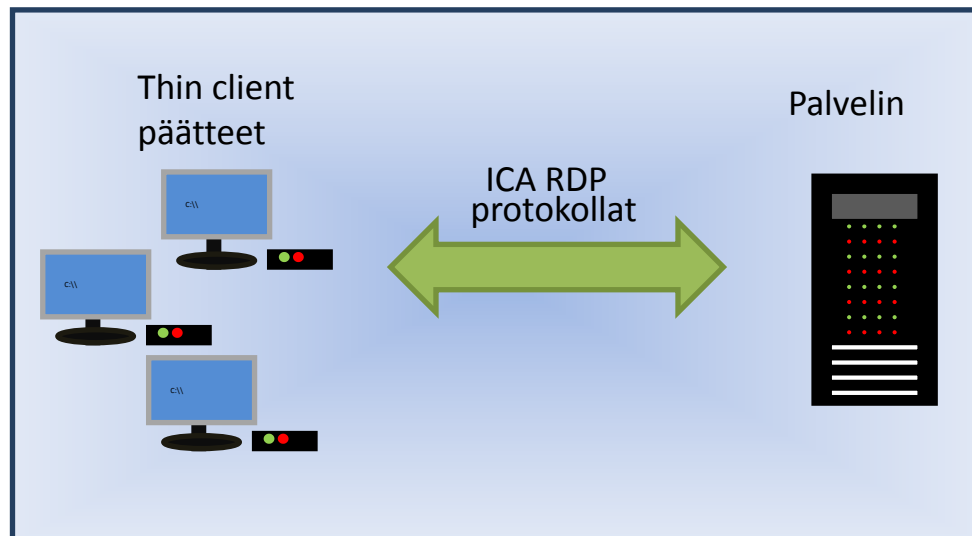 Thin client
päätteet
Palvelin
ICA RDP
protokollat
C:\\
C:\\
C:\\